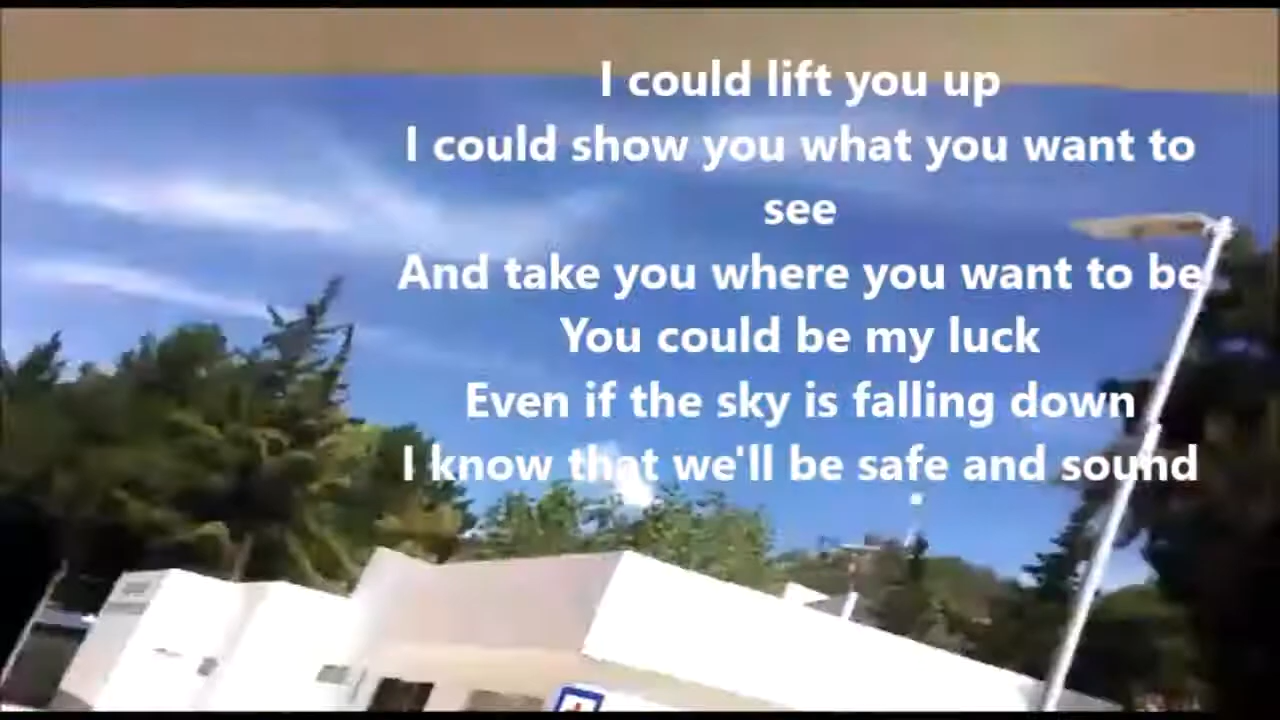 I could lift you up
I could show you what you want to
see
And take you where you want to be
You could be my luck
Even if the sky is falling down
I know that we'll be safe and sound